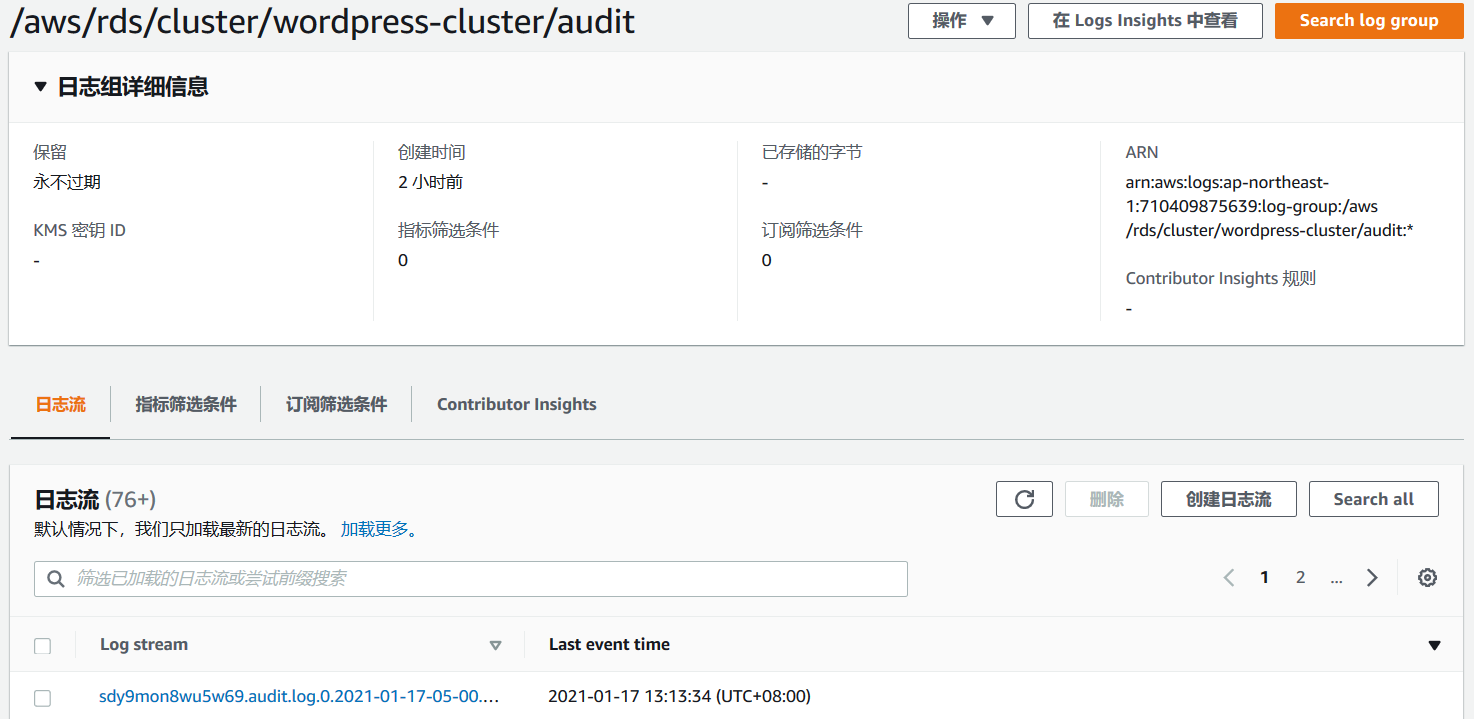 /aws/rds/cluster/wordpress-cluster/audit
操作 ▼
在 Logs Insights 中查看
Search log group
▼ 日志组详细信息
保留
永不过期
KMS 密钥 ID
-
创建时间
2 小时前
指标筛选条件
0
已存储的字节
-
订阅筛选条件
0
ARN
arn:aws:logs:ap-northeast-
1:710409875639:log-group:/aws
/rds/cluster/wordpress-cluster/audit:*
Contributor Insights 规则
-
日志流
指标筛选条件
订阅筛选条件
Contributor Insights
日志流 (76+)
默认情况下，我们只加载最新的日志流。 加载更多。
删除
创建日志流
Search all
筛选已加载的日志流或尝试前缀搜索
1 2 ...
Log stream
Last event time
sdy9mon8wu5w69.audit.log.0.2021-01-17-05-00....
2021-01-17 13:13:34 (UTC+08:00)